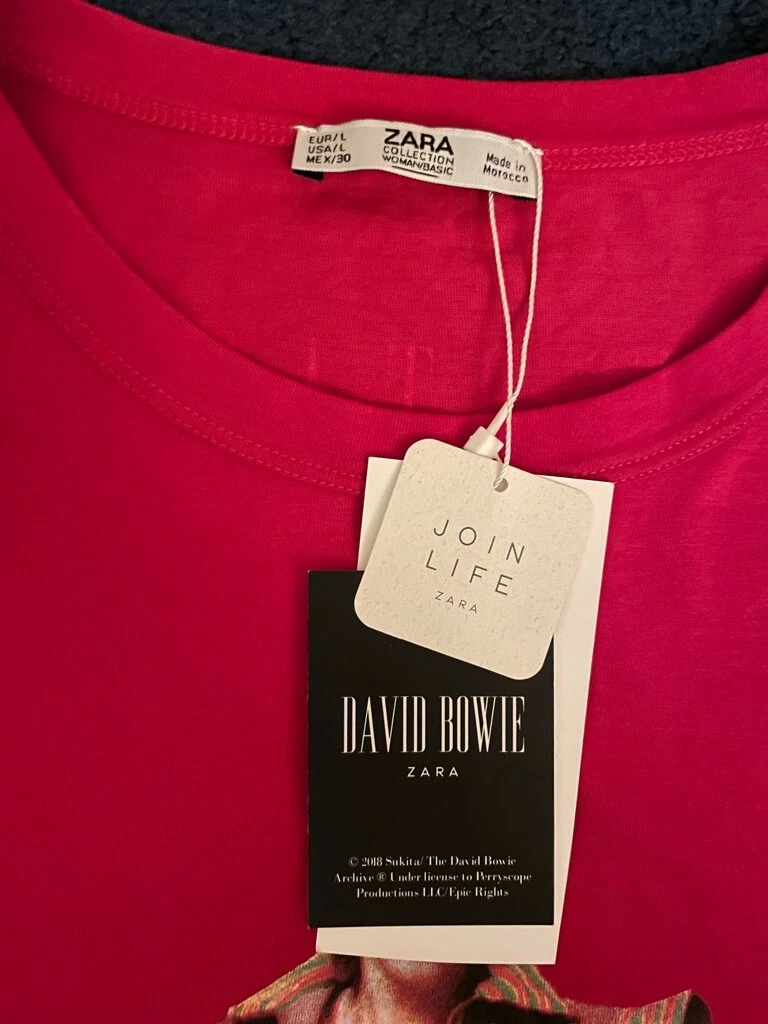 EUR/L
USA/L
MEX/30
ZARA
COLLECTION
WOMAN/BASIC
Made in
Morocco
JOIN
LIFE
ZARA
DAVID BOWIE
ZARA
© 2018 Sukita/ The David Bowie
Archive ® Under license to Perryscope
Productions LLC/Epic Rights